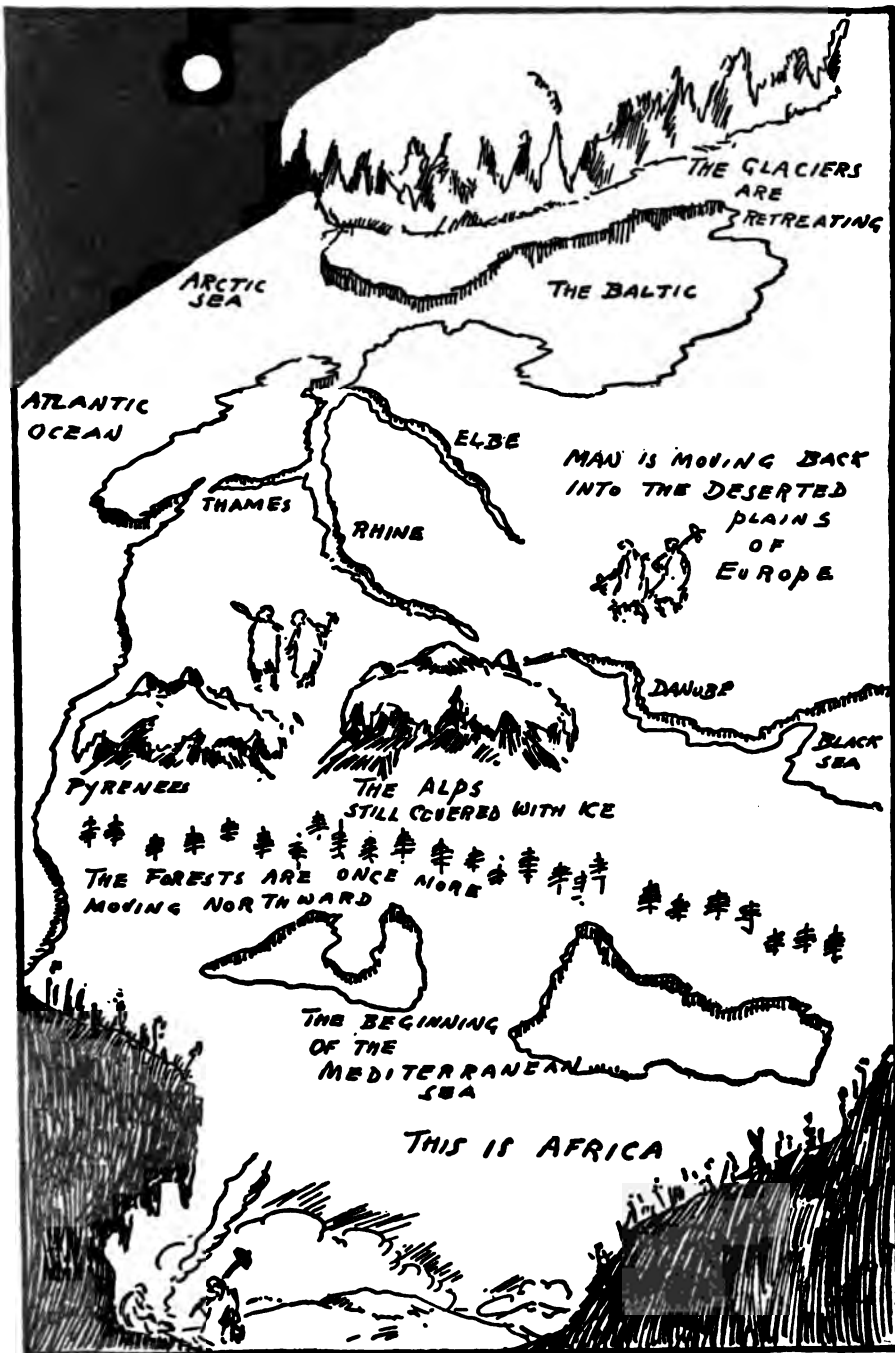 THE GLACIERS
ARE
RETREATING
ARCTIC
SEA
THE BALTIC
ATLANTIC
OCEAN
ELBE
MAN IS MOVING BACK
INTO THE DESERTED
PLAINS
OF
EUROPE
THAMES
RHINE
DANUBE
BLACK
SEA
PYRENEES
THE ALPS
STILL COVERED WITH ICE
THE FORESTS ARE ONCE MORE
MOVING NORTHWARD
THE BEGINNING
OF THE
MEDITERRANEAN
SEA
THIS IS AFRICA